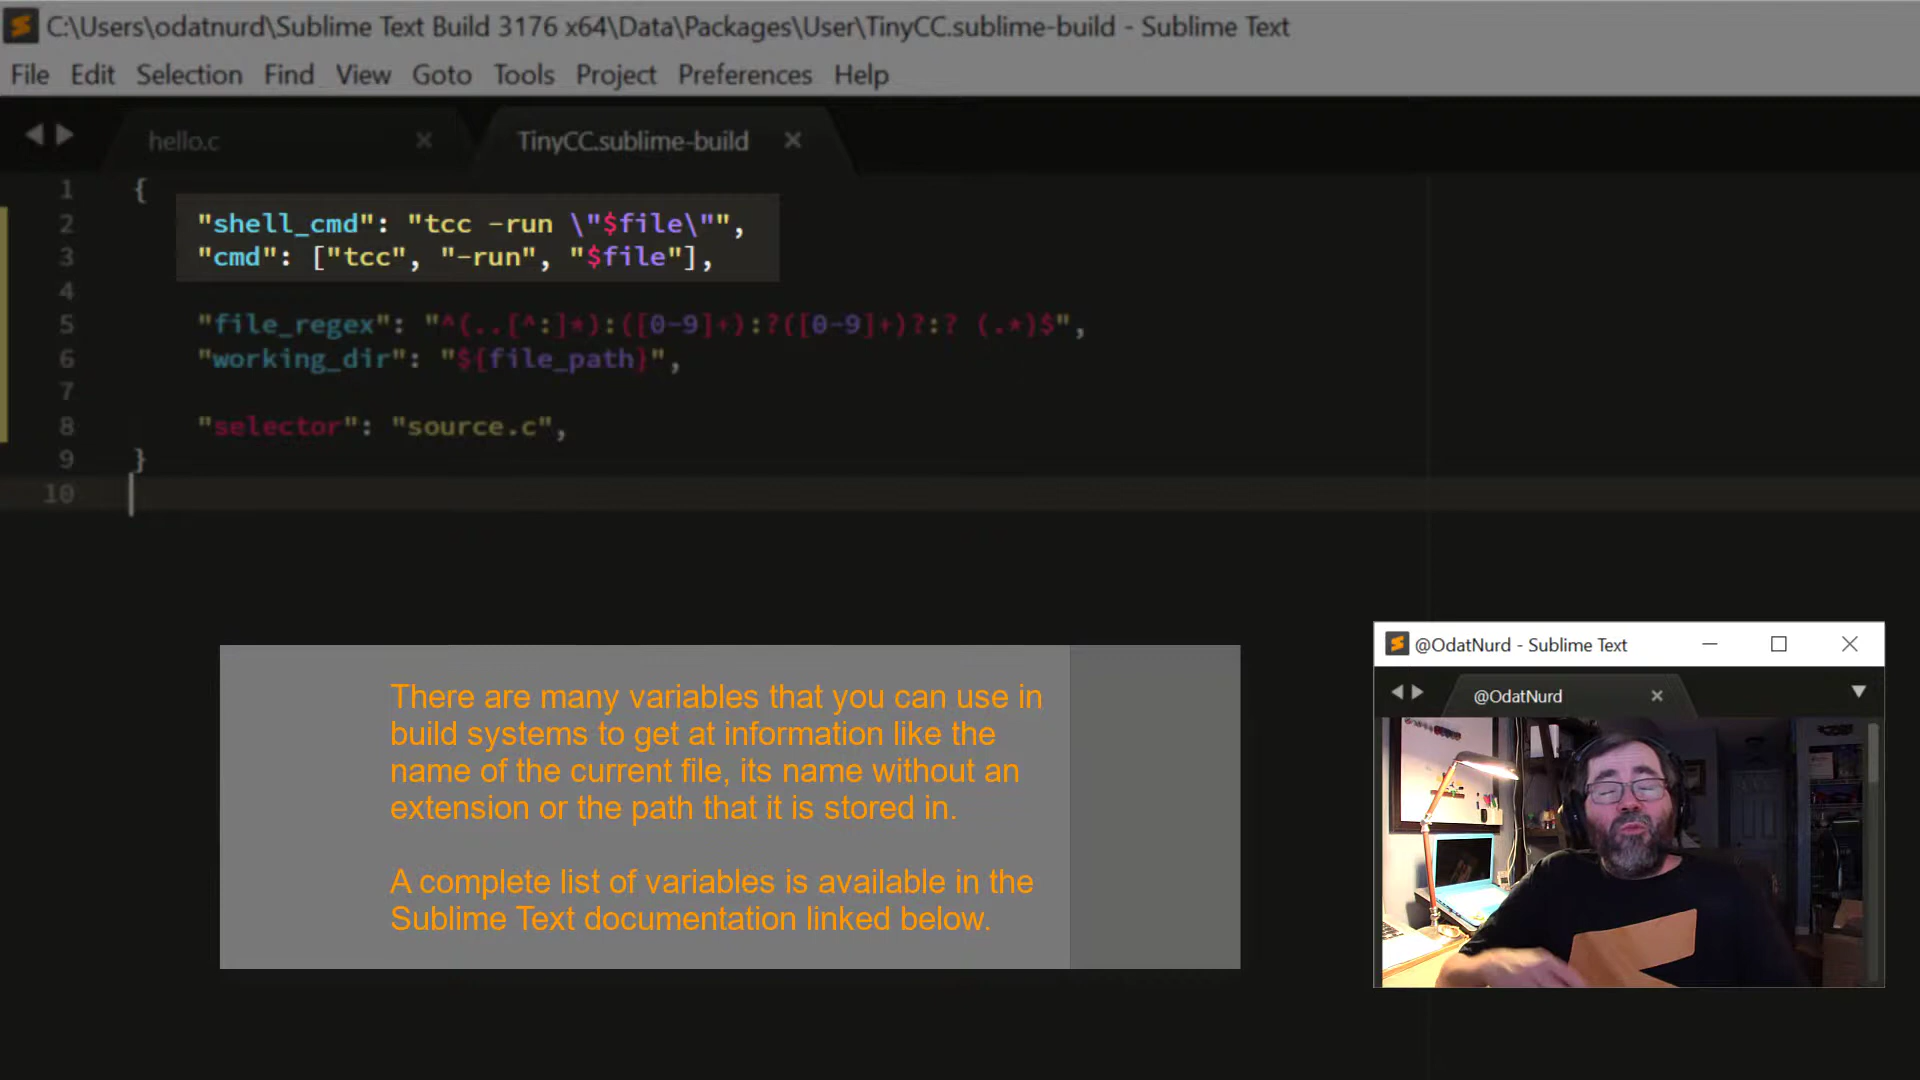 C:\Users\odatnurd\Sublime Text Build 3176 x64\Data\Packages\User\TinyCC.sublime-build - Sublime Text
File Edit Selection Find View Goto Tools Project Preferences Help
hello.c TinyCC.sublime-build
1 {
2 "shell_cmd": "tcc -run \"$file\"",
3 "cmd": ["tcc", "-run", "$file"],
4
5 "file_regex": "^(..[^:]*):([0-9]+):?([0-9]+)?:? (.*)$",
6 "working_dir": "${file_path}",
7
8 "selector": "source.c",
9 }
10
There are many variables that you can use in
build systems to get at information like the
name of the current file, its name without an
extension or the path that it is stored in.
A complete list of variables is available in the
Sublime Text documentation linked below.
@OdatNurd - Sublime Text
@OdatNurd